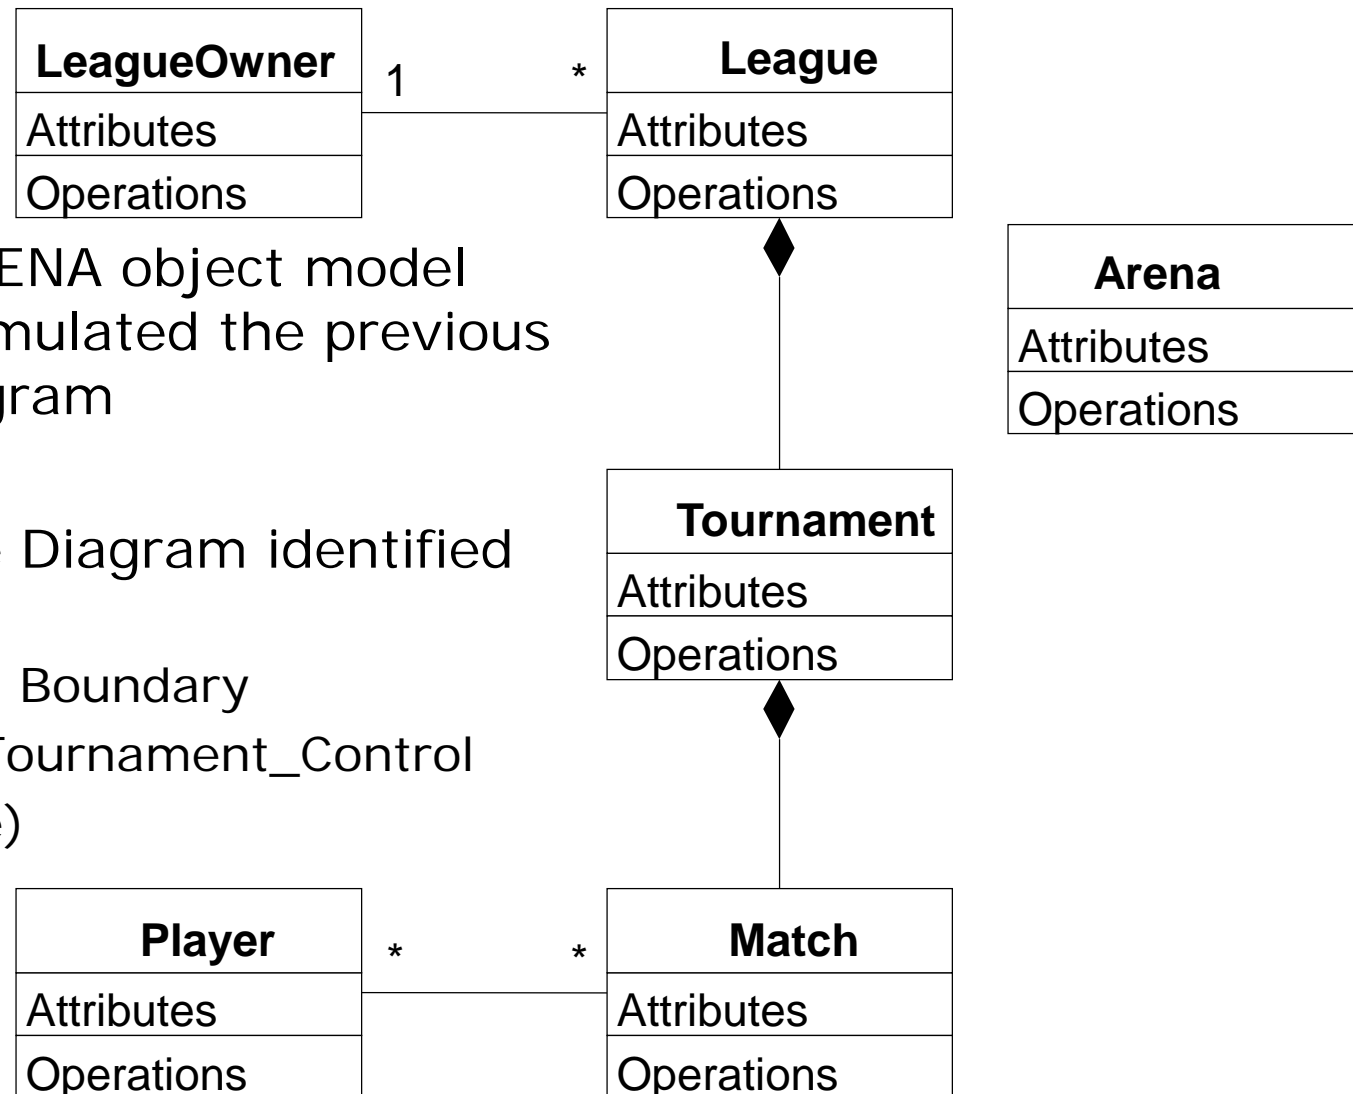 LeagueOwner
Attributes
Operations
1
*
League
Attributes
Operations
Arena
Attributes
Operations
ENA object model
mulated the previous
gram
Tournament
Attributes
Operations
Diagram identified
Boundary
Tournament_Control
e)
Player
Attributes
Operations
*
*
Match
Attributes
Operations